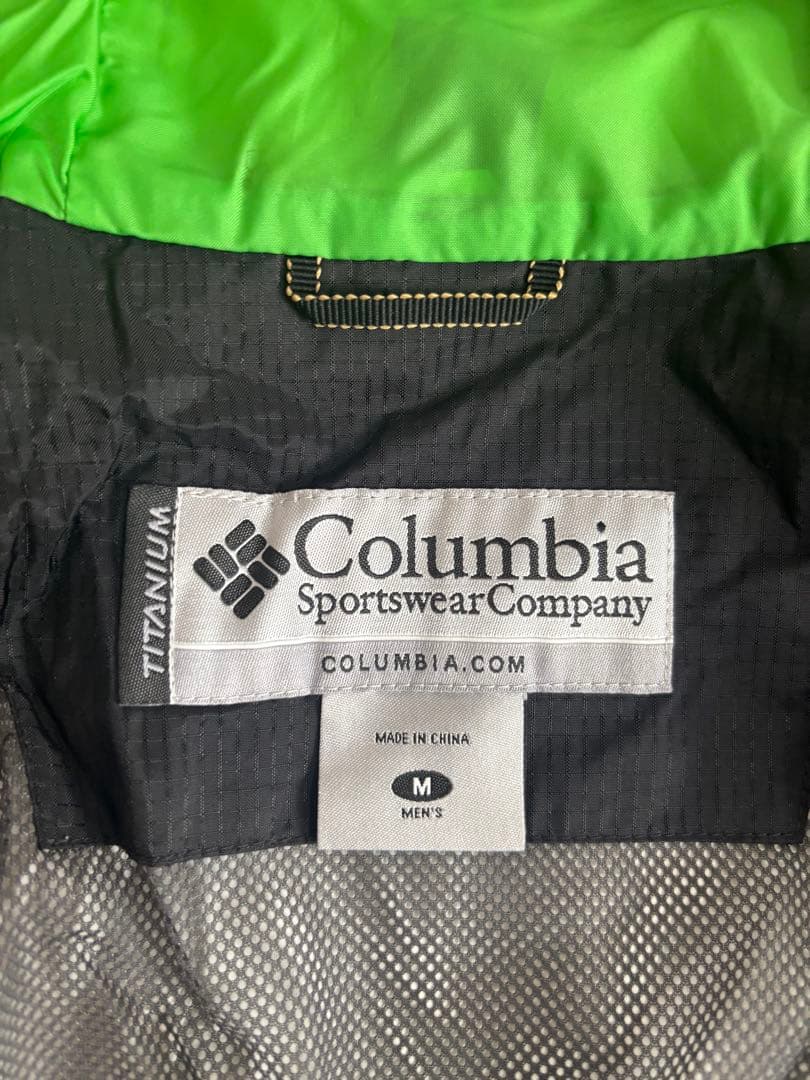 TITANIUM
Columbia
Sportswear Company
COLUMBIA.COM
MADE IN CHINA
M
MEN'S